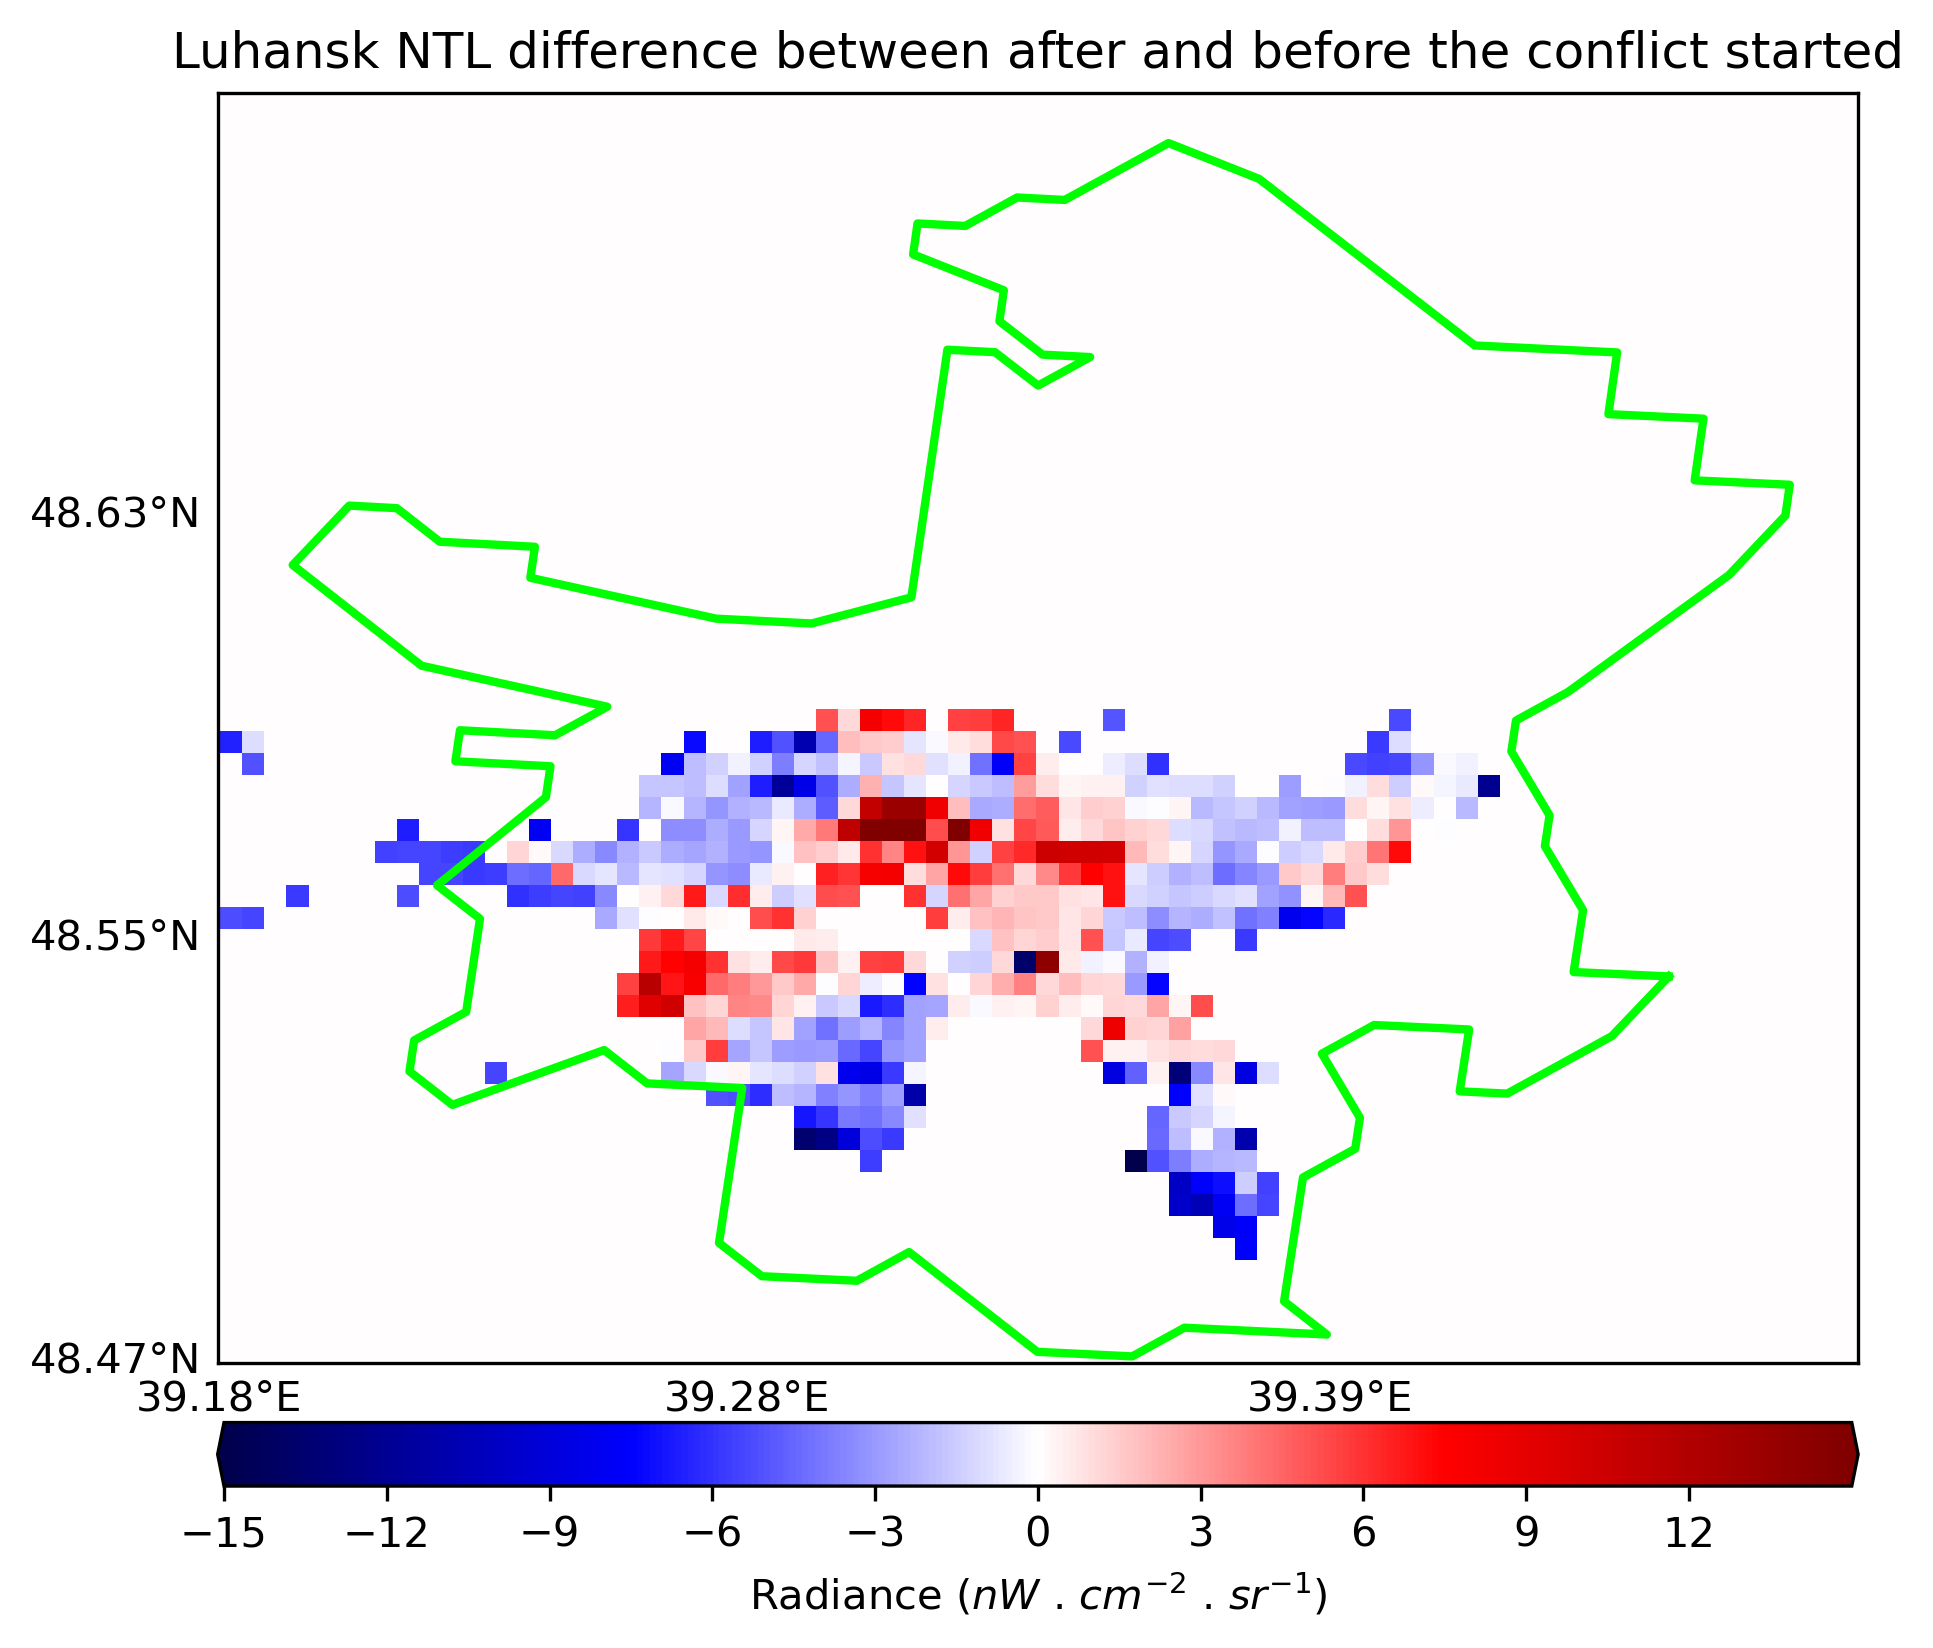 Luhansk NTL difference between after and before the conflict started
48.63°N
48.55°N
48.47°N
39.18°E 39.28°E 39.39°E
−15 −12 −9 −6 −3 0 3 6 9 12
Radiance (nW . cm⁻² . sr⁻¹)